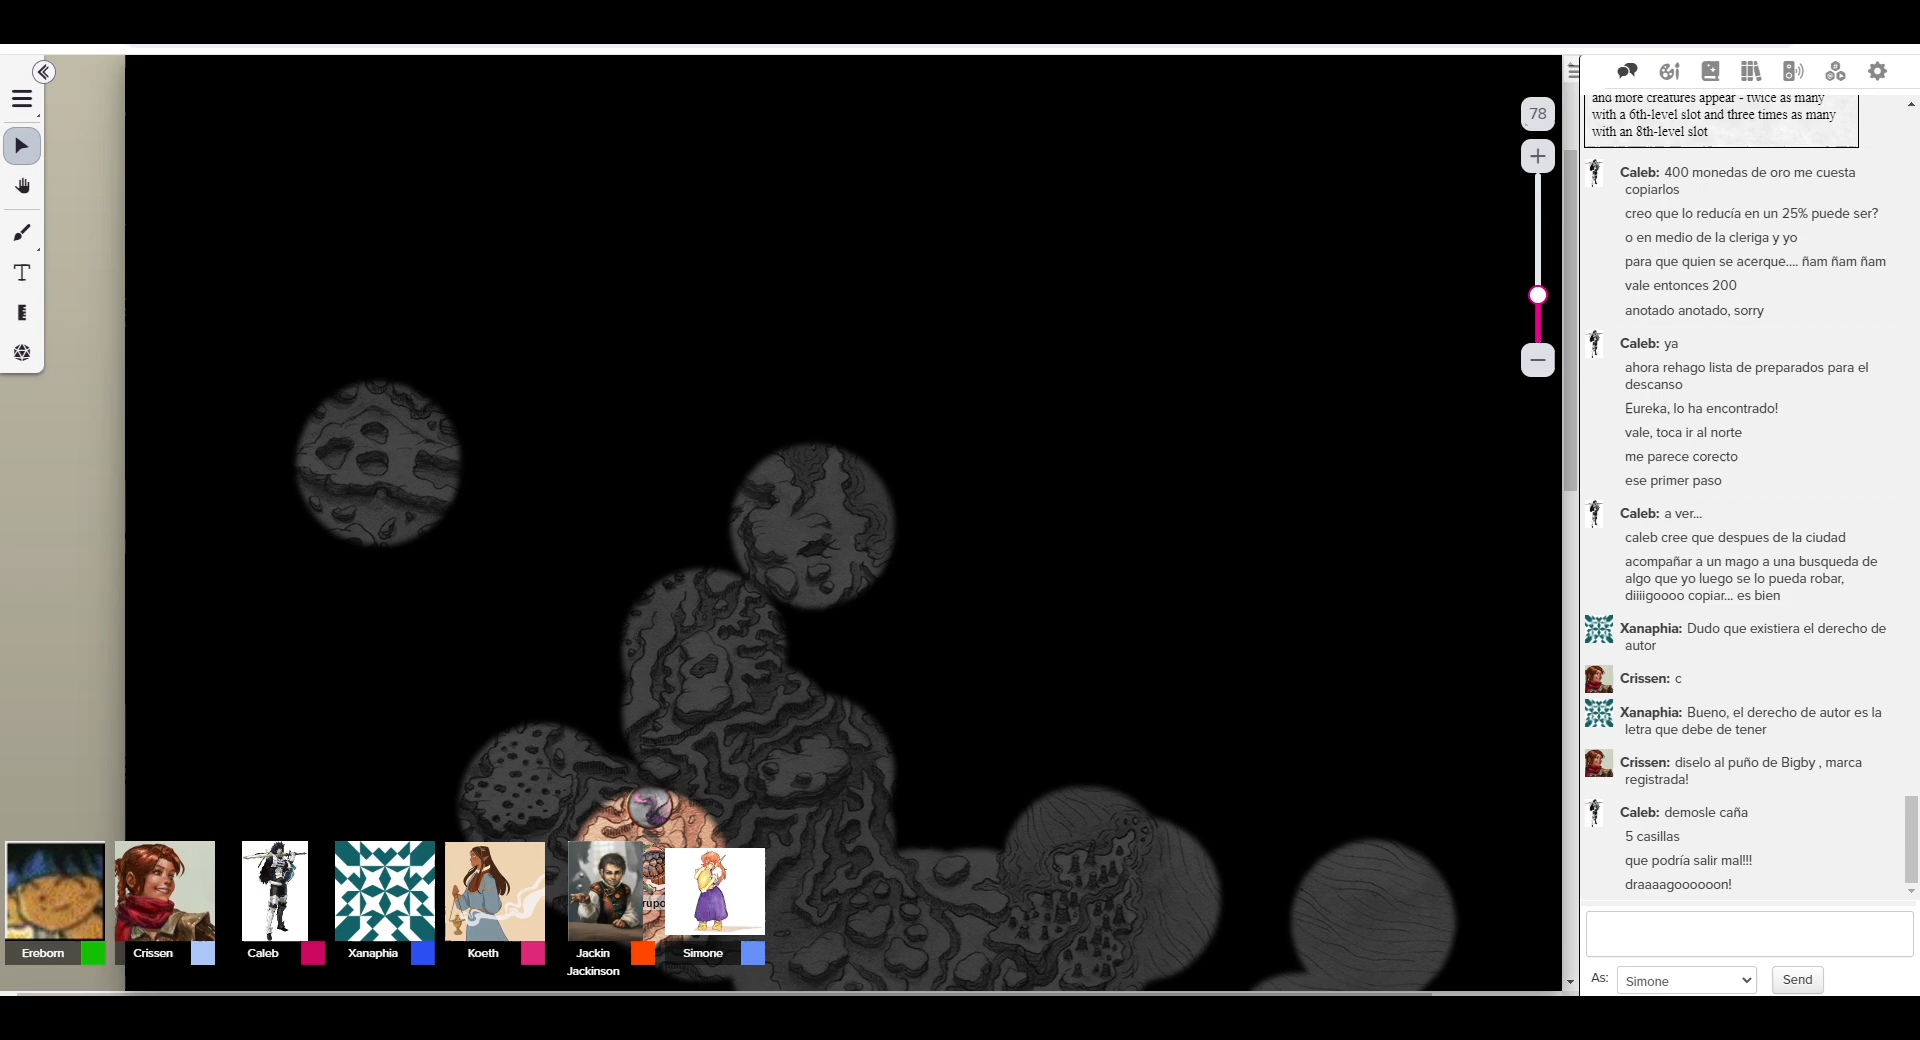 78
and more creatures appear - twice as many
with a 6th-level slot and three times as many
with an 8th-level slot
Caleb: 400 monedas de oro me cuesta
copiarlos
creo que lo reducía en un 25% puede ser?
o en medio de la cleriga y yo
para que quien se acerque.... ñam ñam ñam
vale entonces 200
anotado anotado, sorry
Caleb: ya
ahora rehago lista de preparados para el
descanso
Eureka, lo ha encontrado!
vale, toca ir al norte
me parece corecto
ese primer paso
Caleb: a ver...
caleb cree que despues de la ciudad
acompañar a un mago a una busqueda de
algo que yo luego se lo pueda robar,
diiiigoooo copiar... es bien
Xanaphia: Dudo que existiera el derecho de
autor
Crissen: c
Xanaphia: Bueno, el derecho de autor es la
letra que debe de tener
Crissen: diselo al puño de Bigby , marca
registrada!
Caleb: demosle caña
5 casillas
que podría salir mal!!!
draaaagoooooon!
rupo
Ereborn
Crissen
Caleb
Xanaphia
Koeth
Jackin
Jackinson
Simone
As:
Simone
Send